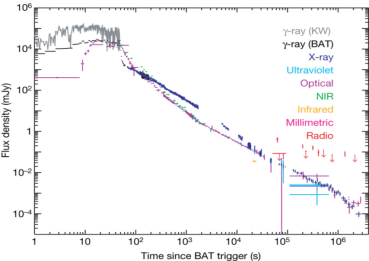 10⁶
10⁴
10²
1
10⁻²
10⁻⁴
Flux density (mJy)
γ-ray (KW)
γ-ray (BAT)
X-ray
Ultraviolet
Optical
NIR
Infrared
Millimetric
Radio
1 10 10² 10³ 10⁴ 10⁵ 10⁶
Time since BAT trigger (s)